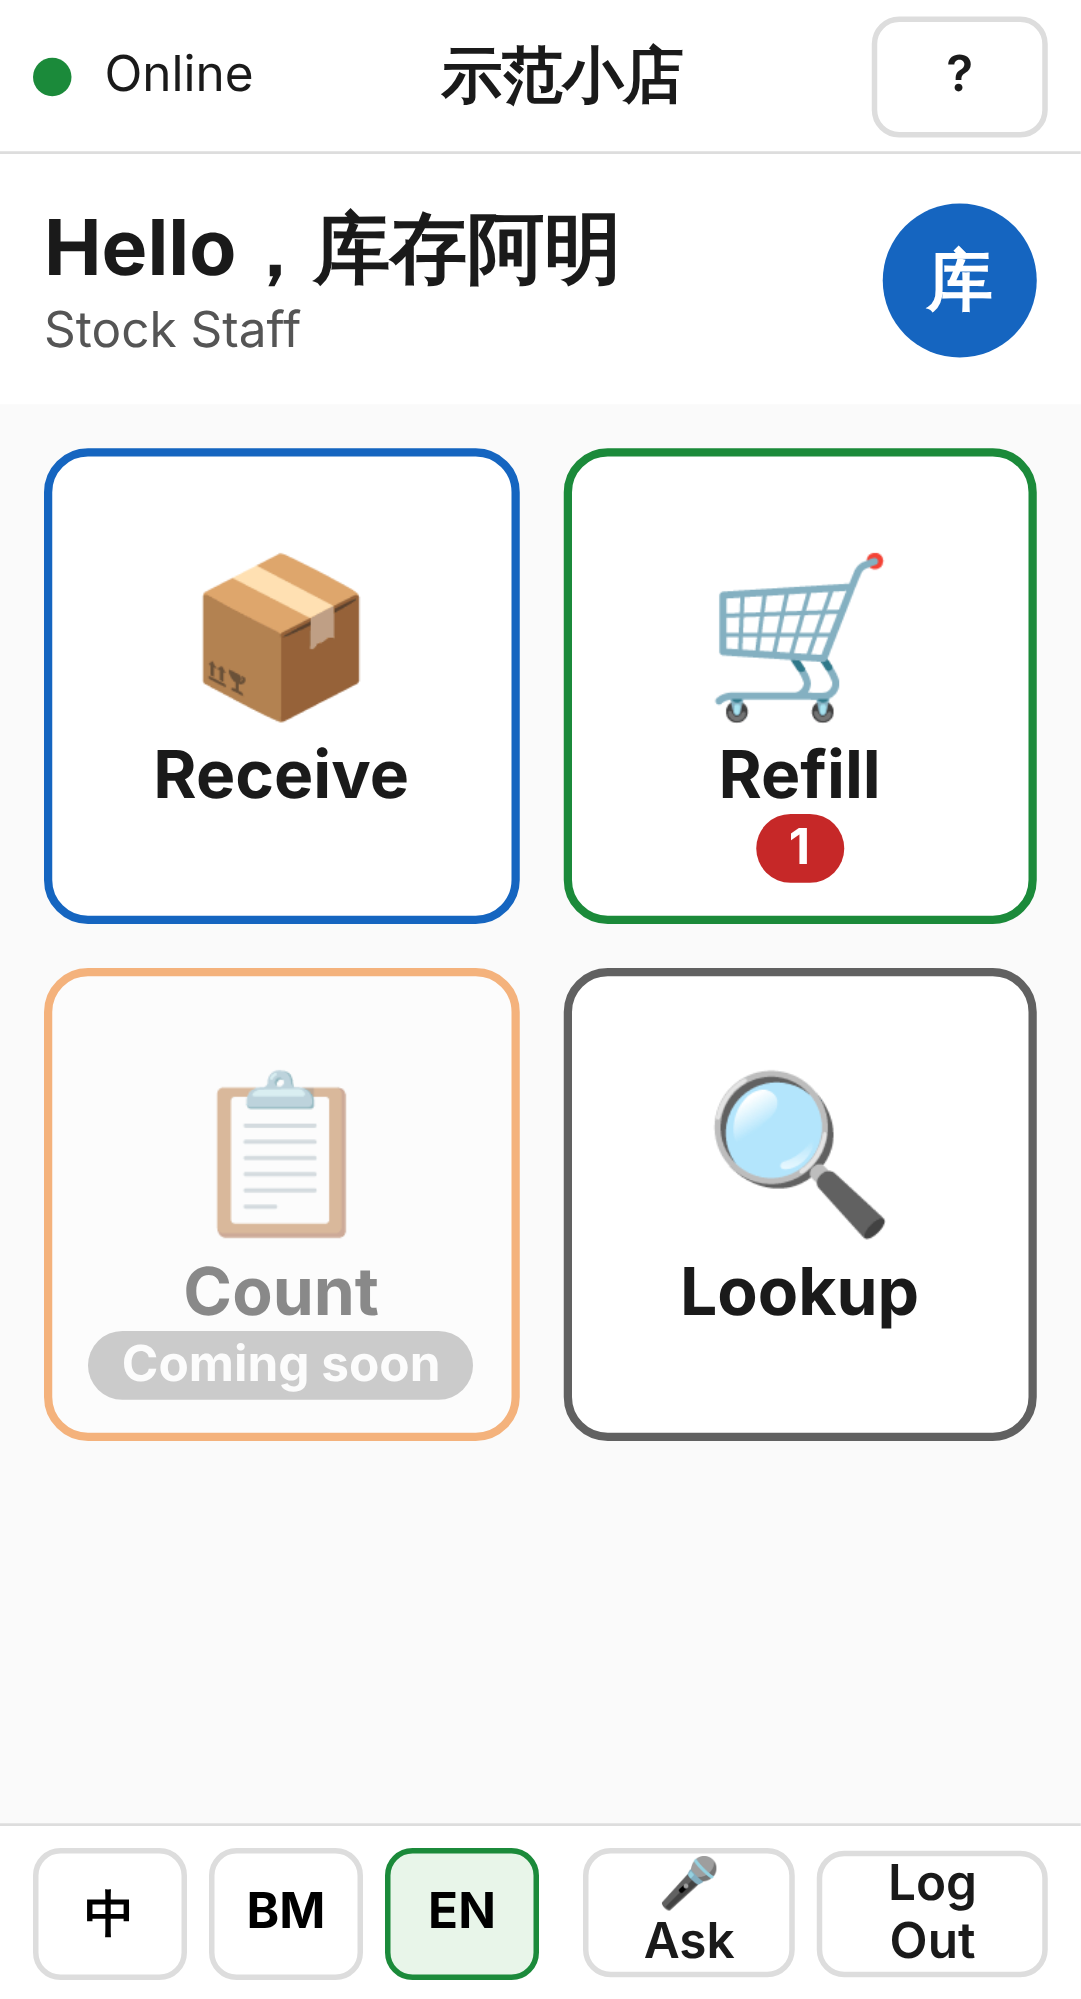 Online
示范小店
?
Hello，库存阿明
Stock Staff
库
Receive
Refill
1
Count
Coming soon
Lookup
中
BM
EN
Ask
Log
Out